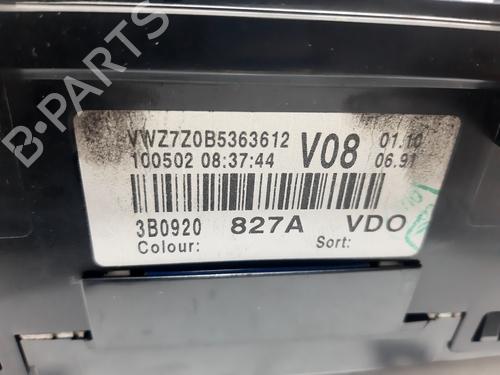 VWZ7Z0B5363612 V08 01.10
100502 08:37:44 06.91
3B0920 827A VDO
Colour: Sort:
B-PARTS